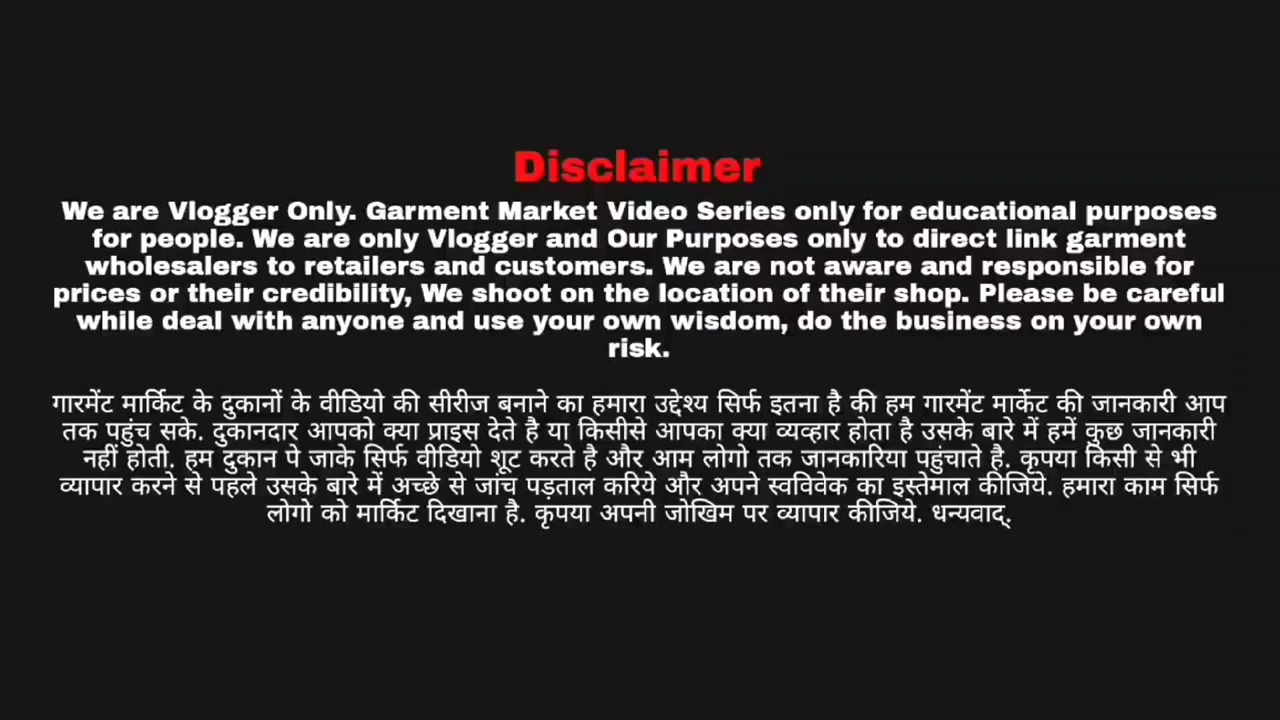 Disclaimer
We are Vlogger Only. Garment Market Video Series only for educational purposes
for people. We are only Vlogger and Our Purposes only to direct link garment
wholesalers to retailers and customers. We are not aware and responsible for
prices or their credibility, We shoot on the location of their shop. Please be careful
while deal with anyone and use your own wisdom, do the business on your own
risk.
गारमेंट मार्किट के दुकानों के वीडियो की सीरीज बनाने का हमारा उद्देश्य सिर्फ इतना है की हम गारमेंट मार्केट की जानकारी आप
तक पहुंच सके. दुकानदार आपको क्या प्राइस देते है या किसीसे आपका क्या व्यव्हार होता है उसके बारे में हमें कुछ जानकारी
नहीं होती. हम दुकान पे जाके सिर्फ वीडियो शूट करते है और आम लोगो तक जानकारिया पहुंचाते है. कृपया किसी से भी
व्यापार करने से पहले उसके बारे में अच्छे से जांच पड़ताल करिये और अपने स्वविवेक का इस्तेमाल कीजिये. हमारा काम सिर्फ
लोगो को मार्किट दिखाना है. कृपया अपनी जोखिम पर व्यापार कीजिये. धन्यवाद्.